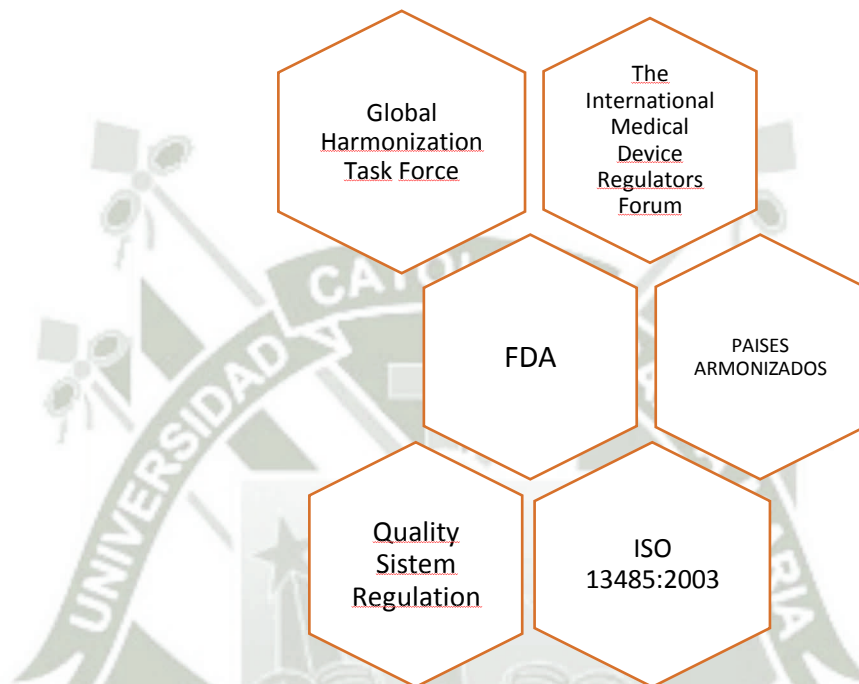 Global
Harmonization
Task Force
The
International
Medical
Device
Regulators
Forum
FDA
PAISES
ARMONIZADOS
Quality
Sistem
Regulation
ISO
13485:2003
UNIVERSIDAD